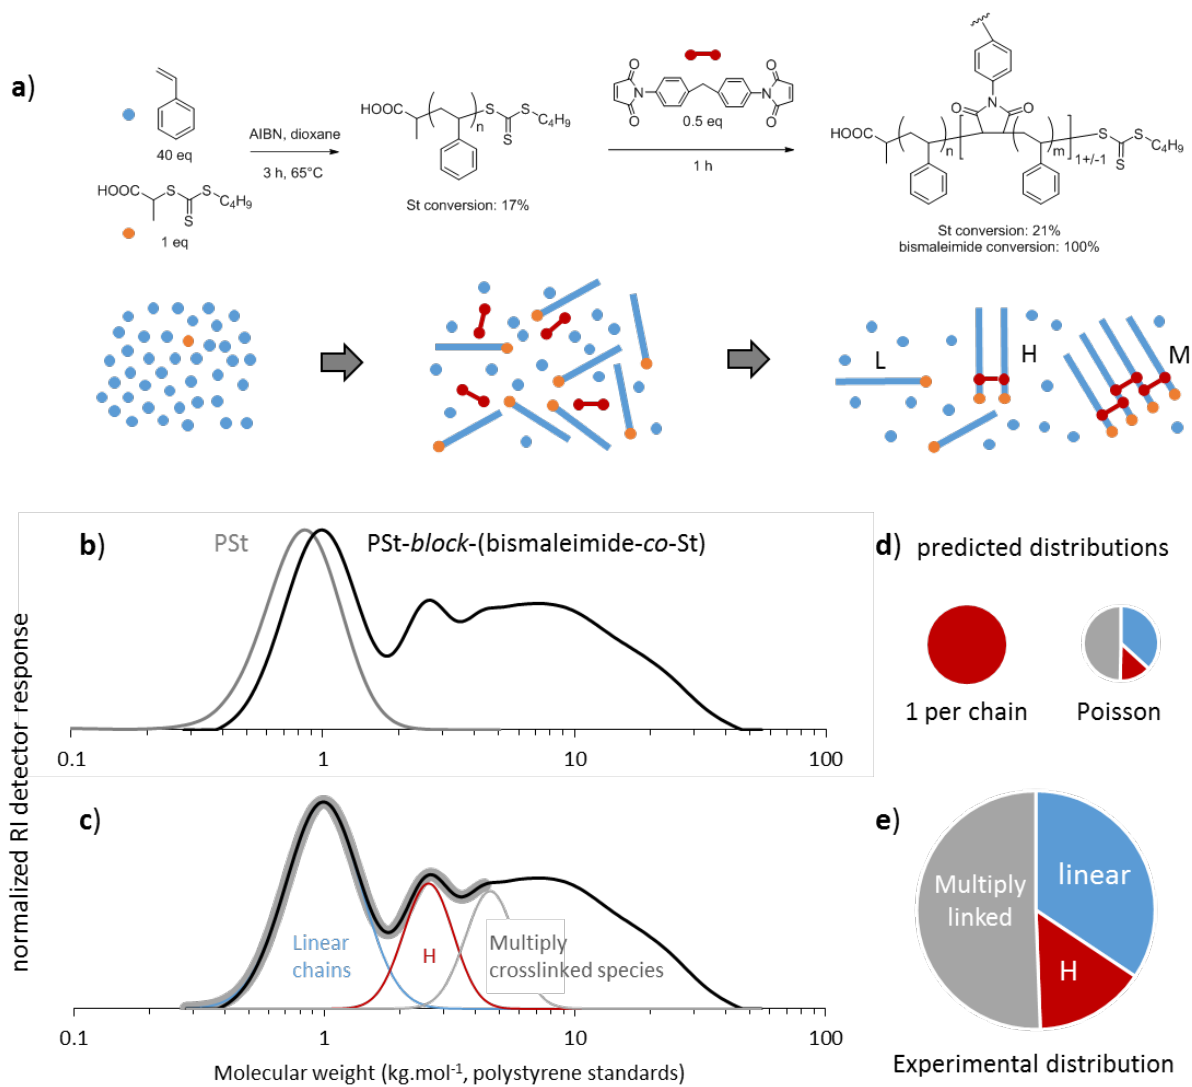 a)
40 eq
HOOC
S
S
C4H9
S
1 eq
AIBN, dioxane
3 h, 65°C
HOOC
n
S
S
C4H9
S
St conversion: 17%
O
O
N
N
O
O
0.5 eq
1 h
N
O
O
HOOC
n
m
1+/-1
S
S
C4H9
S
St conversion: 21%
bismaleimide conversion: 100%
L
H
M
b)
PSt
PSt-block-(bismaleimide-co-St)
0.1
1
10
100
normalized RI detector response
c)
Linear
chains
H
Multiply
crosslinked species
0.1
1
10
100
Molecular weight (kg.mol-1, polystyrene standards)
d)
predicted distributions
1 per chain
Poisson
e)
Multiply
linked
linear
H
Experimental distribution